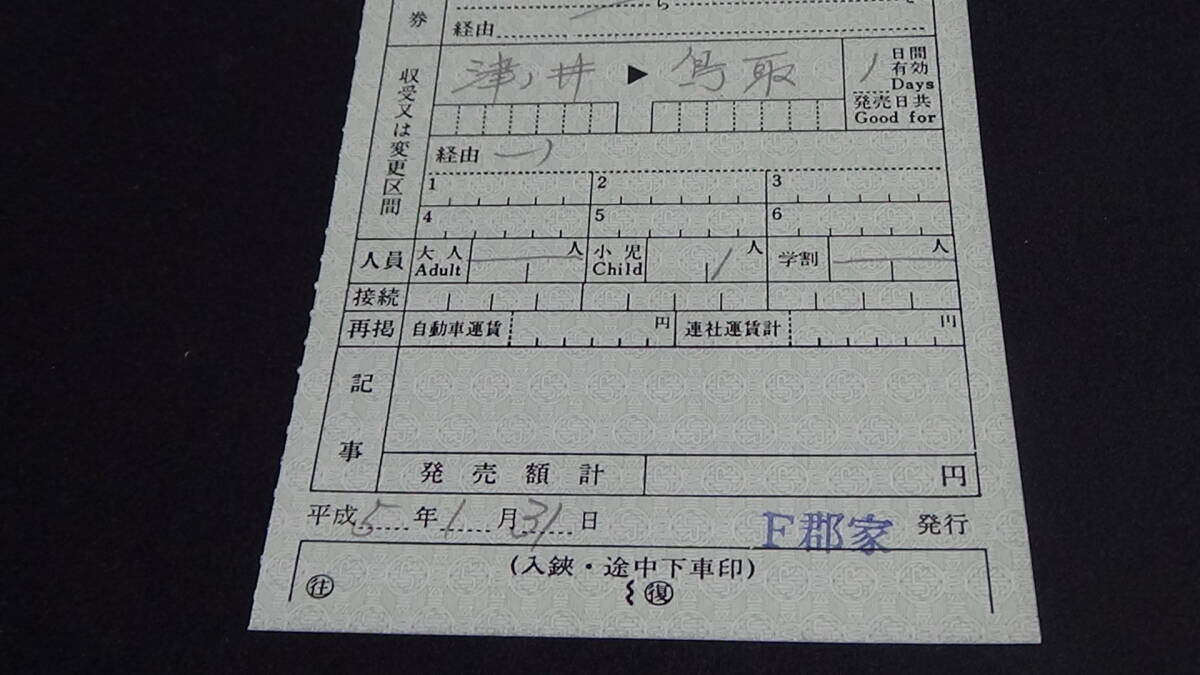 券
経由
収受又は変更区間
津ノ井 ▶ 鳥取
1 日間
有効
Days
発売日共
Good for
経由 ―
1 2 3
4 5 6
人員 大人 Adult 人 小児 Child 1 人 学割 人
接続
再掲 自動車運賃 円 連社運賃計 円
記事
発売額計 円
平成5年1月31日 F郡家 発行
(入鋏・途中下車印)
㊟往 ㊟復